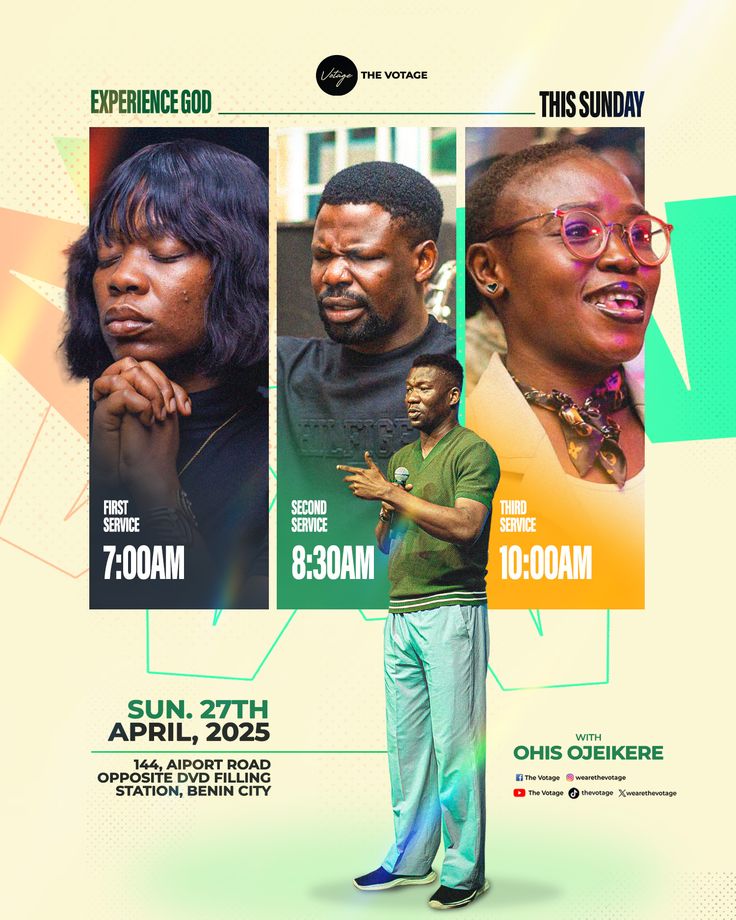 Votage
THE VOTAGE
EXPERIENCE GOD
THIS SUNDAY
HILFIGER
FIRST
SERVICE
7:00AM
SECOND
SERVICE
8:30AM
THIRD
SERVICE
10:00AM
SUN. 27TH
APRIL, 2025
144, AIPORT ROAD
OPPOSITE DVD FILLING
STATION, BENIN CITY
WITH
OHIS OJEIKERE
The Votage wearethevotage
The Votage thevotage wearethevotage